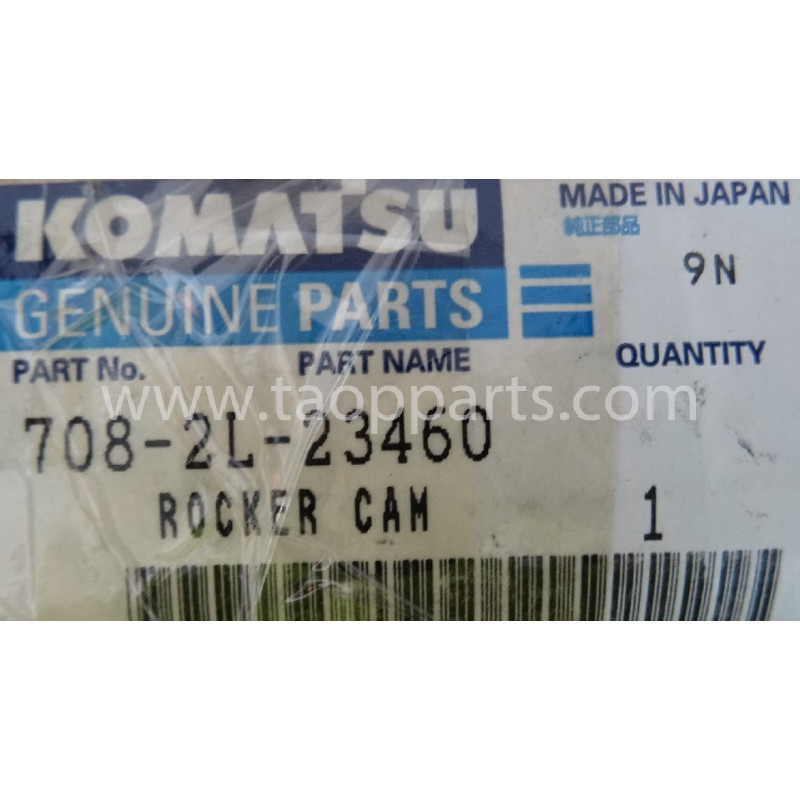 KOMATSU
MADE IN JAPAN
純正部品
9N
GENUINE PARTS
PART No. PART NAME QUANTITY
www.taopparts.com
708-2L-23460
ROCKER CAM 1